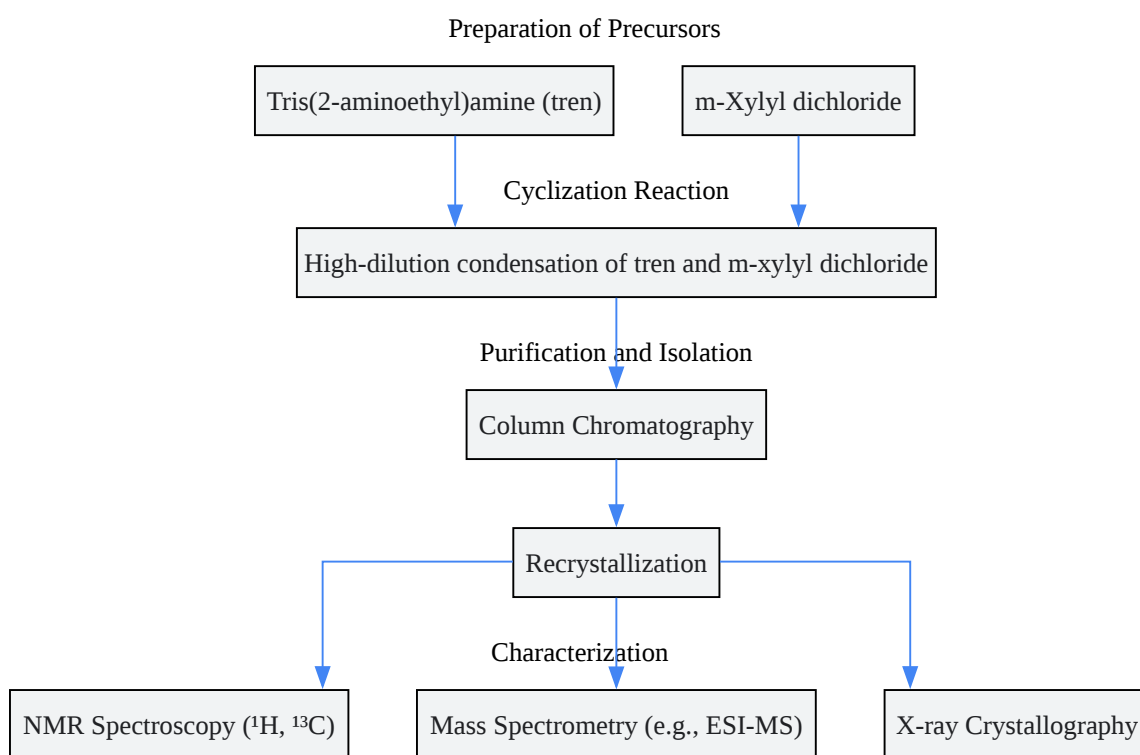 Preparation of Precursors
Tris(2-aminoethyl)amine (tren)
m-Xylyl dichloride
Cyclization Reaction
High-dilution condensation of tren and m-xylyl dichloride
Purification and Isolation
Column Chromatography
Recrystallization
Characterization
NMR Spectroscopy (¹H, ¹³C)
Mass Spectrometry (e.g., ESI-MS)
X-ray Crystallography